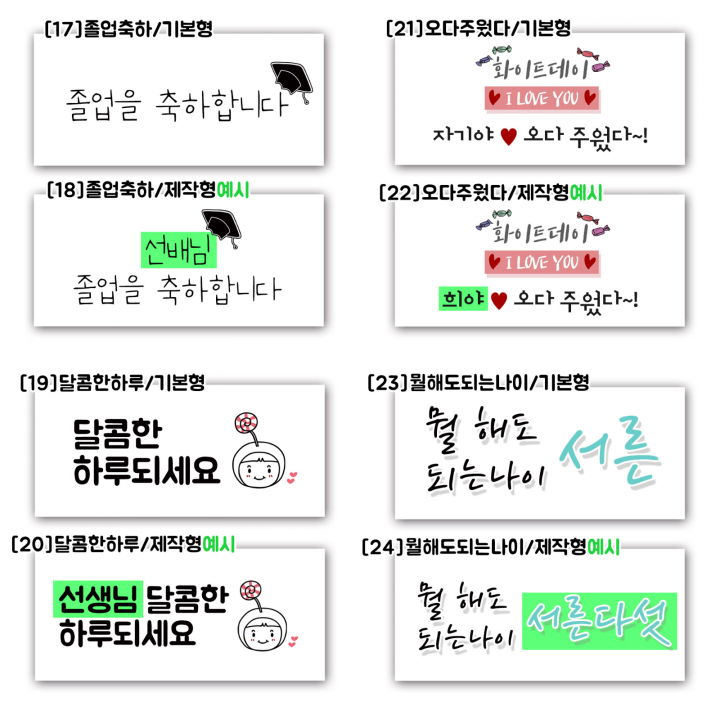 [17]졸업축하/기본형
졸업을 축하합니다
[18]졸업축하/제작형예시
선배님
졸업을 축하합니다
[19]달콤한하루/기본형
달콤한
하루되세요
[20]달콤한하루/제작형예시
선생님 달콤한
하루되세요
[21]오다주웠다/기본형
화이트데이
I LOVE YOU
자기야 ♥ 오다 주웠다~!
[22]오다주웠다/제작형예시
화이트데이
I LOVE YOU
희야 ♥ 오다 주웠다~!
[23]뭘해도되는나이/기본형
뭘 해도
되는나이 서른
[24]뭘해도되는나이/제작형예시
뭘 해도
되는나이 서른다섯